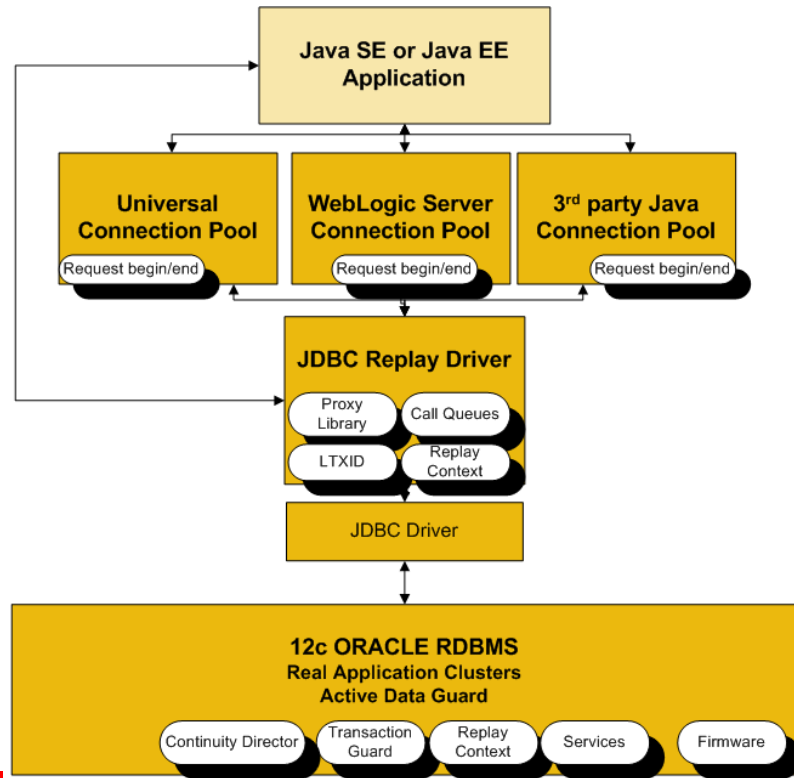 Java SE or Java EE
Application
Universal
Connection Pool
Request begin/end
WebLogic Server
Connection Pool
Request begin/end
3rd party Java
Connection Pool
Request begin/end
JDBC Replay Driver
Proxy
Library
Call Queues
LTXID
Replay
Context
JDBC Driver
12c ORACLE RDBMS
Real Application Clusters
Active Data Guard
Continuity Director
Transaction
Guard
Replay
Context
Services
Firmware